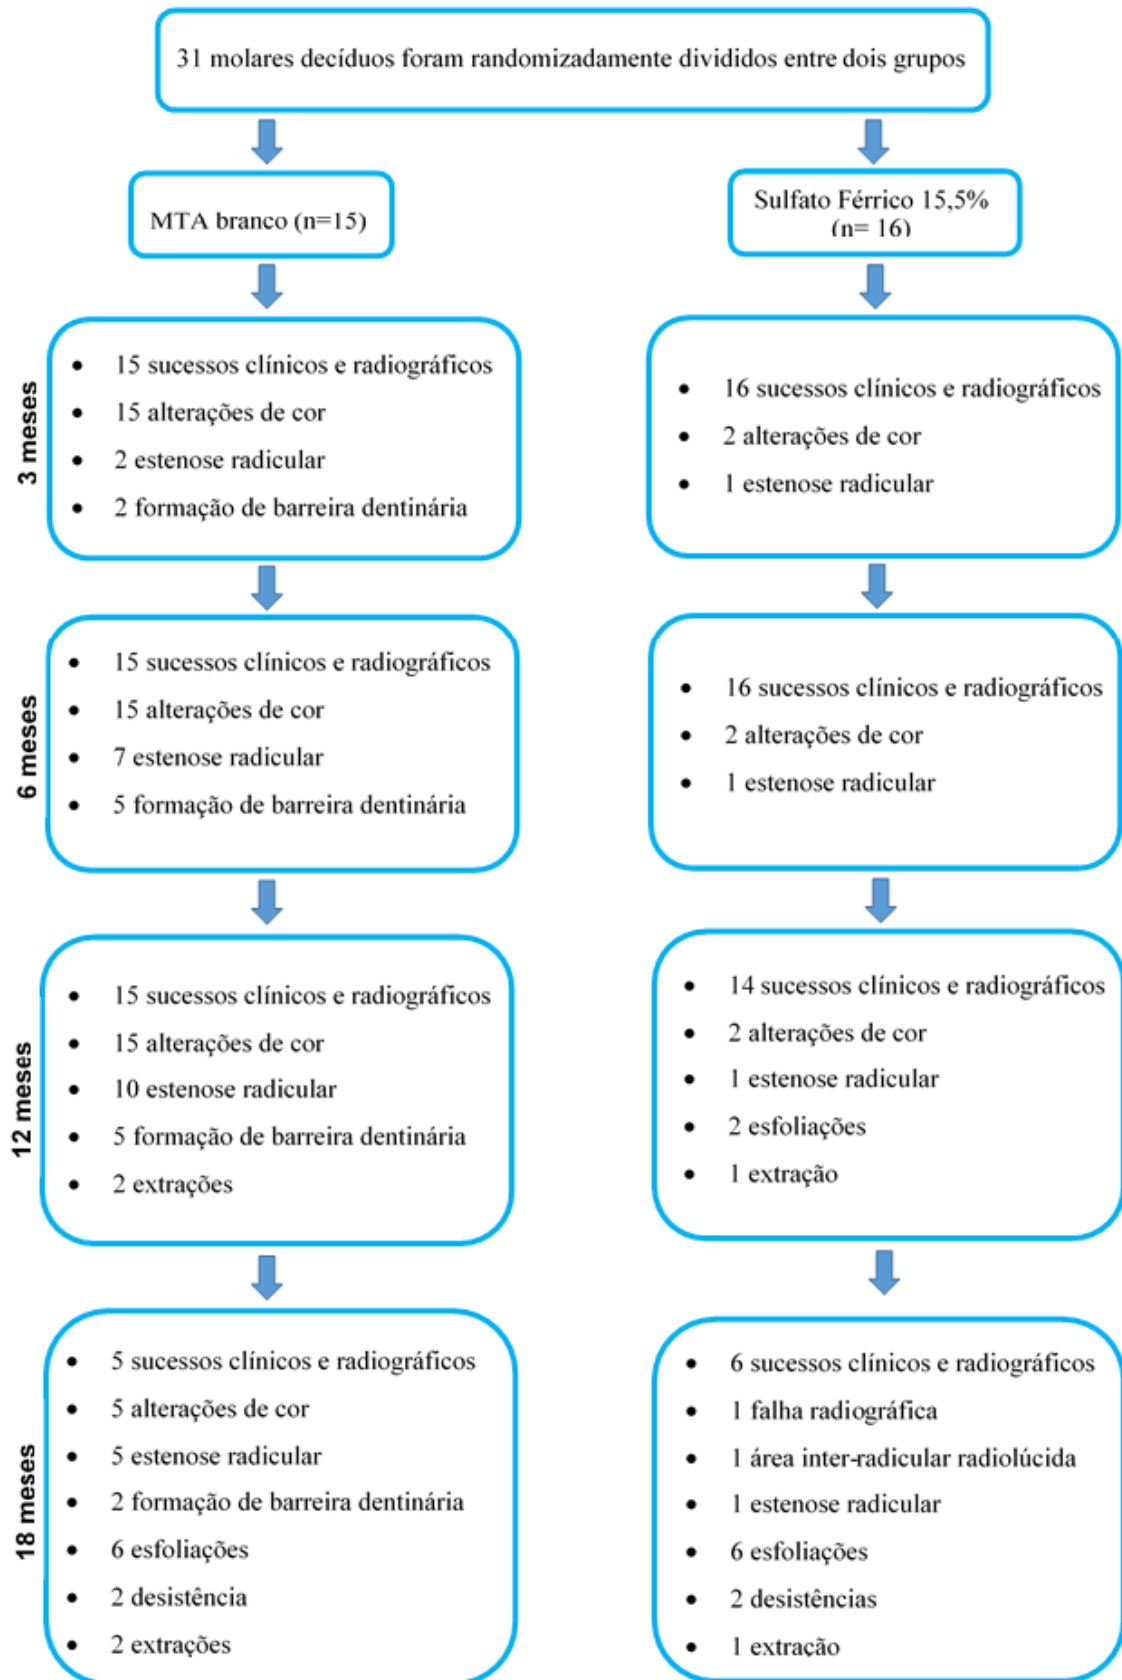 31 molares decíduos foram randomizadamente divididos entre dois grupos
MTA branco (n=15)
Sulfato Férrico 15,5%
(n= 16)
3 meses
• 15 sucessos clínicos e radiográficos
• 15 alterações de cor
• 2 estenose radicular
• 2 formação de barreira dentinária
• 16 sucessos clínicos e radiográficos
• 2 alterações de cor
• 1 estenose radicular
6 meses
• 15 sucessos clínicos e radiográficos
• 15 alterações de cor
• 7 estenose radicular
• 5 formação de barreira dentinária
• 16 sucessos clínicos e radiográficos
• 2 alterações de cor
• 1 estenose radicular
12 meses
• 15 sucessos clínicos e radiográficos
• 15 alterações de cor
• 10 estenose radicular
• 5 formação de barreira dentinária
• 2 extrações
• 14 sucessos clínicos e radiográficos
• 2 alterações de cor
• 1 estenose radicular
• 2 esfoliações
• 1 extração
18 meses
• 5 sucessos clínicos e radiográficos
• 5 alterações de cor
• 5 estenose radicular
• 2 formação de barreira dentinária
• 6 esfoliações
• 2 desistência
• 2 extrações
• 6 sucessos clínicos e radiográficos
• 1 falha radiográfica
• 1 área inter-radicular radiolúcida
• 1 estenose radicular
• 6 esfoliações
• 2 desistências
• 1 extração